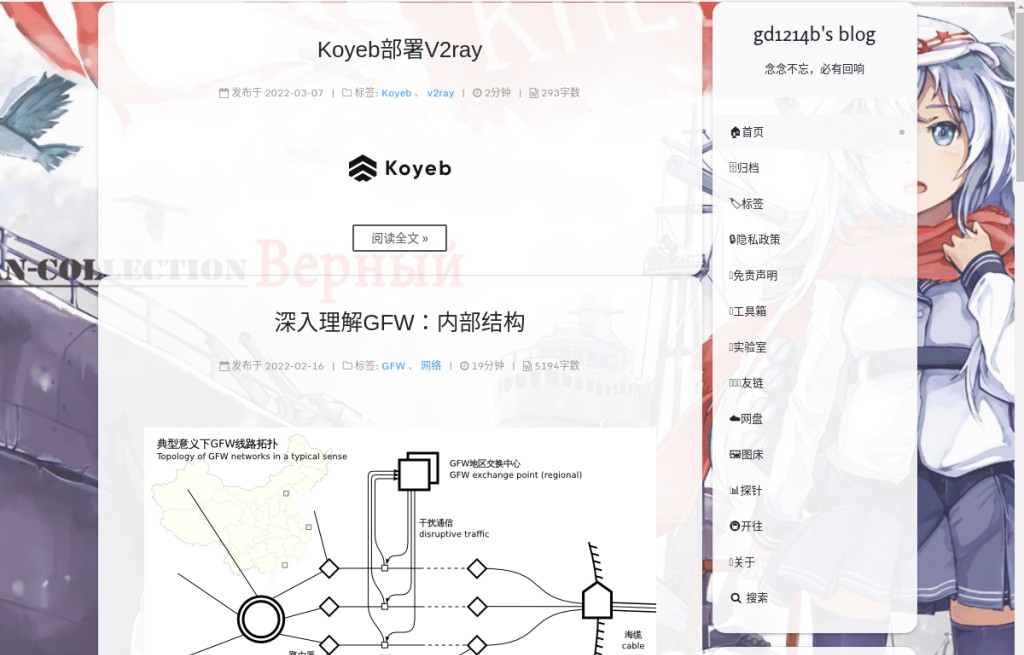 Koyeb部署V2ray
发布于 2022-03-07 | 标签: Koyeb 、 v2ray | 2分钟 | 293字数
Koyeb
阅读全文 »
N-COLLECTION Верный
深入理解GFW：内部结构
发布于 2022-02-16 | 标签: GFW 、 网络 | 19分钟 | 5194字数
典型意义下GFW线路拓扑
Topology of GFW networks in a typical sense
GFW地区交换中心
GFW exchange point (regional)
干扰通信
disruptive traffic
海缆
cable
路由器
gd1214b's blog
念念不忘，必有回响
首页
归档
标签
隐私政策
免责声明
工具箱
实验室
友链
网盘
图床
探针
开往
关于
搜索